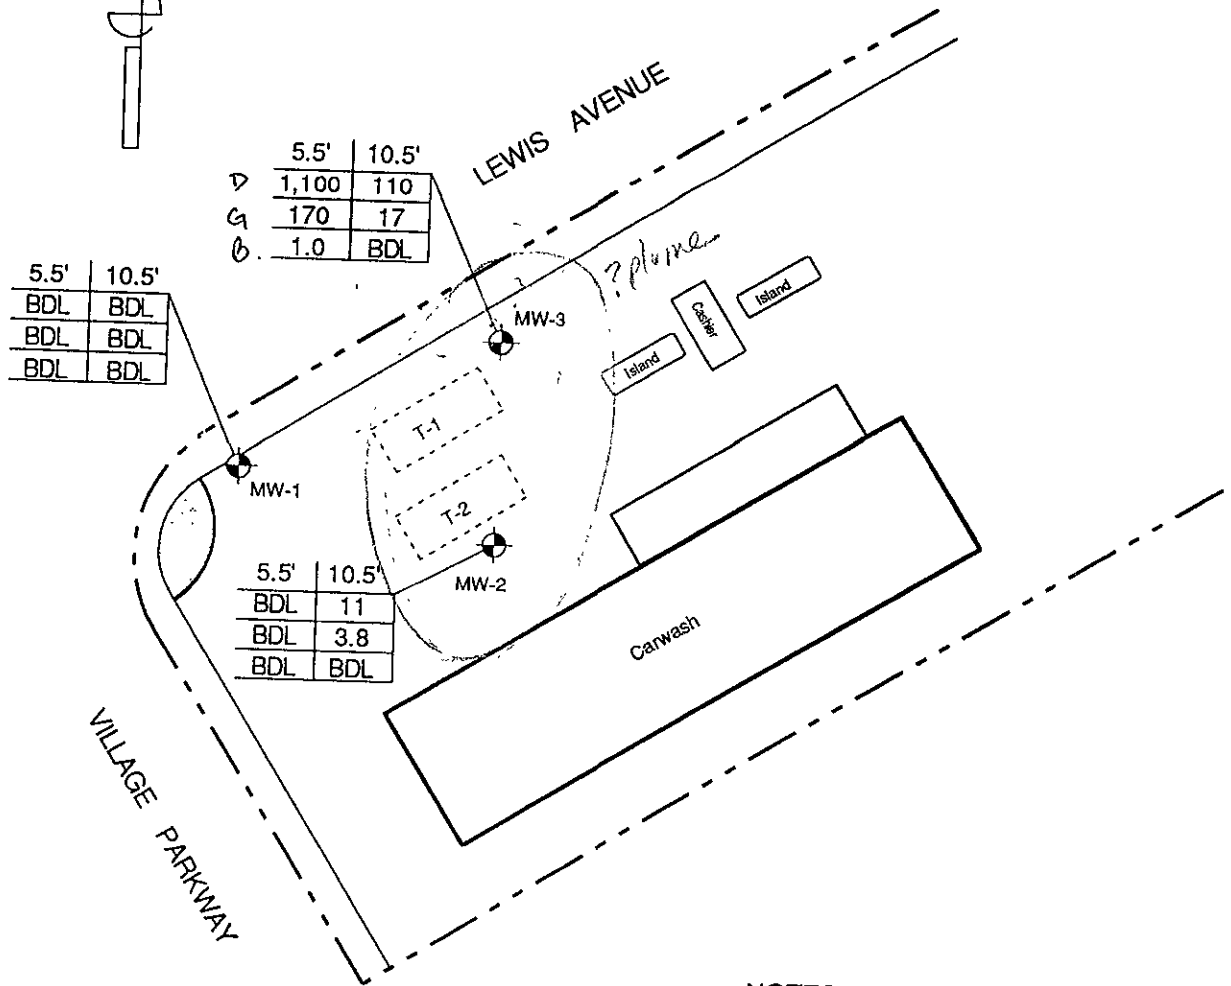 LEWIS AVENUE
5.5' 10.5'
D 1,100 110
G 170 17
B. 1.0 BDL
?plume
5.5' 10.5'
BDL BDL
BDL BDL
BDL BDL
MW-3
Island
Cashier
Island
T-1
MW-1
T-2
MW-2
5.5' 10.5'
BDL 11
BDL 3.8
BDL BDL
Carwash
VILLAGE PARKWAY